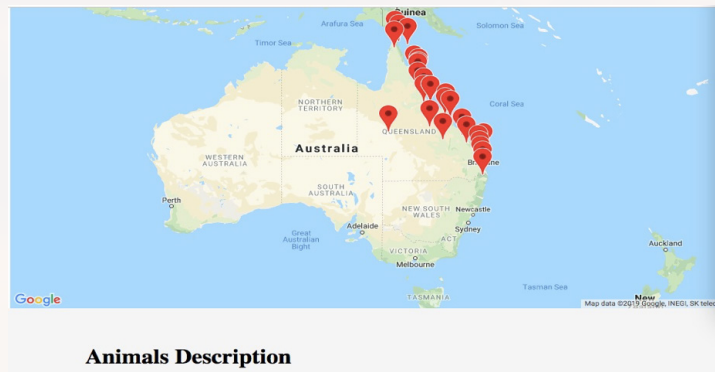 Guinea
Arafura Sea
Solomon Sea
Timor Sea
Coral Sea
NORTHERN
TERRITORY
QUEENSLAND
Australia
WESTERN
AUSTRALIA
SOUTH
AUSTRALIA
Perth
NEW SOUTH
WALES
Newcastle
Adelaide
Sydney
Great
Australian
Bight
ACT
VICTORIA
Melbourne
Auckland
Tasman Sea
TASMANIA
New
Google
Map data ©2019 Google, INEGI, SK
Animals Description